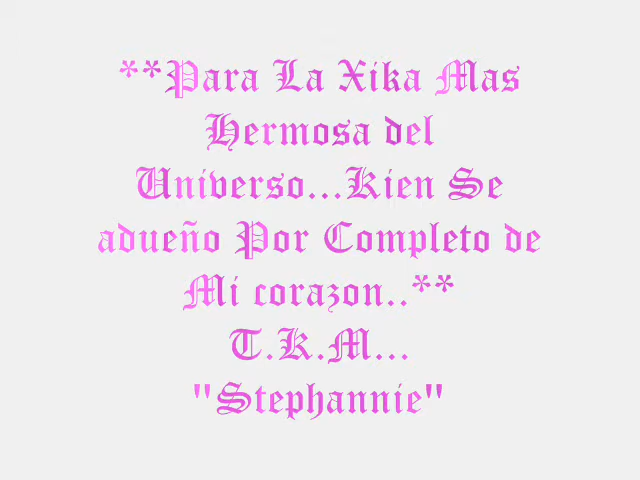 **Para La Xika Mas
Hermosa del
Universo...Kien Se
adueño Por Completo de
Mi corazon..**
T.K.M...
"Stephannie"